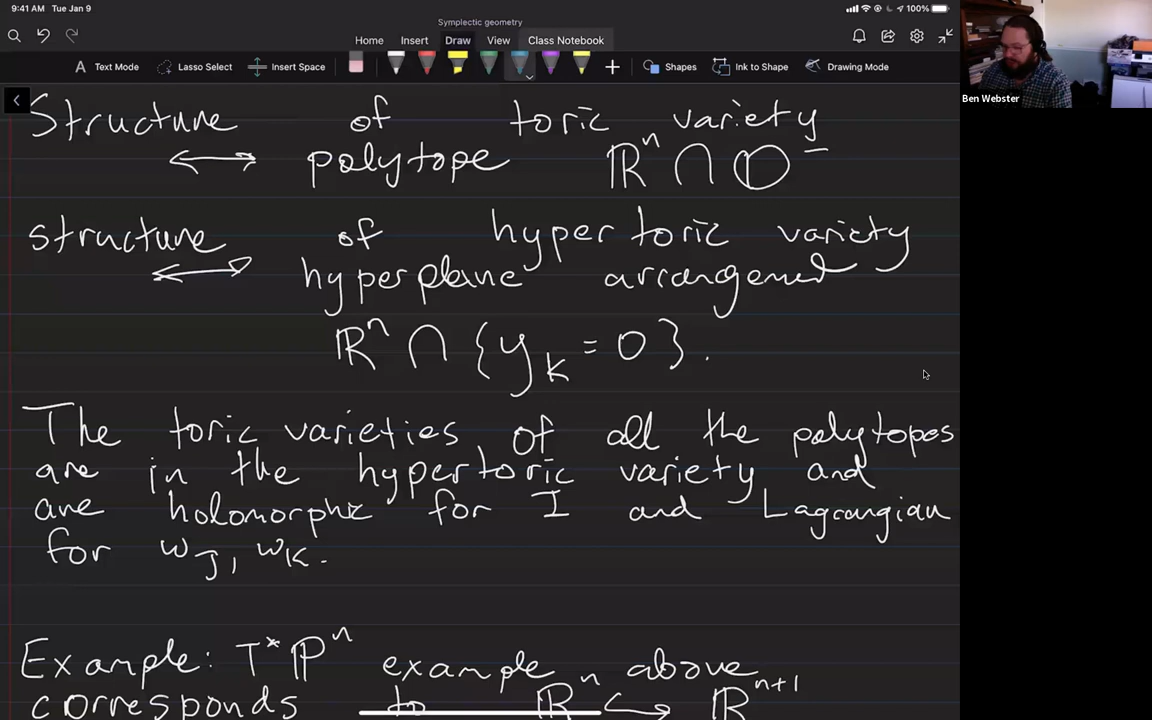 9:41 AM Tue Jan 9
100%
Symplectic geometry
Home Insert Draw View Class Notebook
Text Mode Lasso Select Insert Space Shapes Ink to Shape Drawing Mode
Ben Webster
Structure of toric variety
↔ polytope ℝⁿ ∩ 𝕆
structure of hypertoric variety
↔ hyperplane arrangement
ℝⁿ ∩ {y_k = 0}.
The toric varieties of all the polytopes
are in the hypertoric variety and
are holomorphic for I and Lagrangian
for ω_J, ω_K.
Example: T*ℙⁿ example above
corresponds to ℝⁿ ↪ ℝⁿ⁺¹